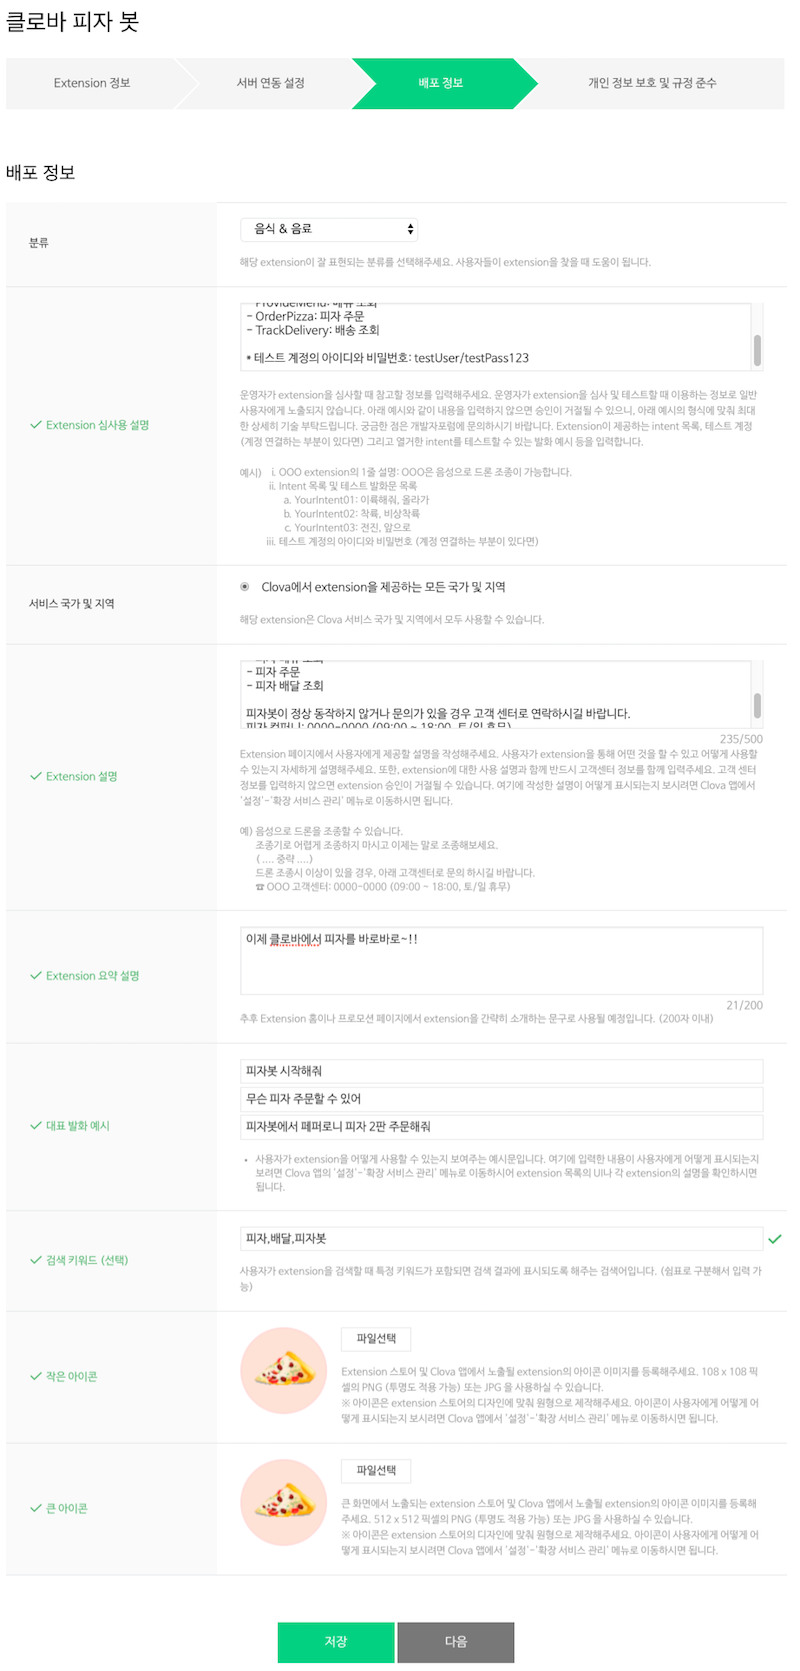 클로바 피자 봇
Extension 정보
서버 연동 설정
배포 정보
개인 정보 보호 및 규정 준수
배포 정보
분류
음식 & 음료
해당 extension이 잘 표현되는 분류를 선택해주세요. 사용자들이 extension을 찾을 때 도움이 됩니다.
Extension 심사용 설명
- ProvideMenu: 메뉴 조회
- OrderPizza: 피자 주문
- TrackDelivery: 배송 조회
* 테스트 계정의 아이디와 비밀번호: testUser/testPass123
운영자가 extension을 심사할 때 참고할 정보를 입력해주세요. 운영자가 extension을 심사 및 테스트할 때 이용하는 정보로 일반
사용자에게 노출되지 않습니다. 아래 예시와 같이 내용을 입력하지 않으면 승인이 거절될 수 있으니, 아래 예시의 형식에 맞춰 최대
한 상세히 기술 부탁드립니다. 궁금한 점은 개발자포럼에 문의하시기 바랍니다. Extension이 제공하는 intent 목록, 테스트 계정
(계정 연결하는 부분이 있다면) 그리고 열거한 intent를 테스트할 수 있는 발화 예시 등을 입력합니다.
예시) i. OOO extension의 1줄 설명: OOO은 음성으로 드론 조종이 가능합니다.
ii. Intent 목록 및 테스트 발화문 목록
a. YourIntent01: 이륙해줘, 올라가
b. YourIntent02: 착륙, 비상착륙
c. YourIntent03: 전진, 앞으로
iii. 테스트 계정의 아이디와 비밀번호 (계정 연결하는 부분이 있다면)
서비스 국가 및 지역
Clova에서 extension을 제공하는 모든 국가 및 지역
해당 extension은 Clova 서비스 국가 및 지역에서 모두 사용할 수 있습니다.
Extension 설명
- 피자 메뉴 조회
- 피자 주문
- 피자 배달 조회
피자봇이 정상 동작하지 않거나 문의가 있을 경우 고객 센터로 연락하시길 바랍니다.
피자 컴퍼니: 0000-0000 (09:00 ~ 18:00, 토/일 휴무)
235/500
Extension 페이지에서 사용자에게 제공할 설명을 작성해주세요. 사용자가 extension을 통해 어떤 것을 할 수 있고 어떻게 사용할
수 있는지 자세하게 설명해주세요. 또한, extension에 대한 사용 설명과 함께 반드시 고객센터 정보를 함께 입력주세요. 고객 센터
정보를 입력하지 않으면 extension 승인이 거절될 수 있습니다. 여기에 작성한 설명이 어떻게 표시되는지 보시려면 Clova 앱에서
'설정'-'확장 서비스 관리' 메뉴로 이동하시면 됩니다.
예) 음성으로 드론을 조종할 수 있습니다.
조종기로 어렵게 조종하지 마시고 이제는 말로 조종해보세요.
( .... 중략 ....)
드론 조종시 이상이 있을 경우, 아래 고객센터로 문의 하시길 바랍니다.
☎ OOO 고객센터: 0000-0000 (09:00 ~ 18:00, 토/일 휴무)
Extension 요약 설명
이제 클로바에서 피자를 바로바로~!!
21/200
추후 Extension 홈이나 프로모션 페이지에서 extension을 간략히 소개하는 문구로 사용될 예정입니다. (200자 이내)
대표 발화 예시
피자봇 시작해줘
무슨 피자 주문할 수 있어
피자봇에서 페퍼로니 피자 2판 주문해줘
• 사용자가 extension을 어떻게 사용할 수 있는지 보여주는 예시문입니다. 여기에 입력한 내용이 사용자에게 어떻게 표시되는지
보려면 Clova 앱의 '설정'-'확장 서비스 관리' 메뉴로 이동하시어 extension 목록의 UI나 각 extension의 설명을 확인하시면
됩니다.
검색 키워드 (선택)
피자,배달,피자봇
사용자가 extension을 검색할 때 특정 키워드가 포함되면 검색 결과에 표시되도록 해주는 검색어입니다. (쉼표로 구분해서 입력 가
능)
작은 아이콘
파일선택
Extension 스토어 및 Clova 앱에서 노출될 extension의 아이콘 이미지를 등록해주세요. 108 x 108 픽
셀의 PNG (투명도 적용 가능) 또는 JPG 을 사용하실 수 있습니다.
※ 아이콘은 extension 스토어의 디자인에 맞춰 원형으로 제작해주세요. 아이콘이 사용자에게 어떻게 어
떻게 표시되는지 보시려면 Clova 앱에서 '설정'-'확장 서비스 관리' 메뉴로 이동하시면 됩니다.
큰 아이콘
파일선택
큰 화면에서 노출되는 extension 스토어 및 Clova 앱에서 노출될 extension의 아이콘 이미지를 등록해
주세요. 512 x 512 픽셀의 PNG (투명도 적용 가능) 또는 JPG 을 사용하실 수 있습니다.
※ 아이콘은 extension 스토어의 디자인에 맞춰 원형으로 제작해주세요. 아이콘이 사용자에게 어떻게 어
떻게 표시되는지 보시려면 Clova 앱에서 '설정'-'확장 서비스 관리' 메뉴로 이동하시면 됩니다.
저장
다음